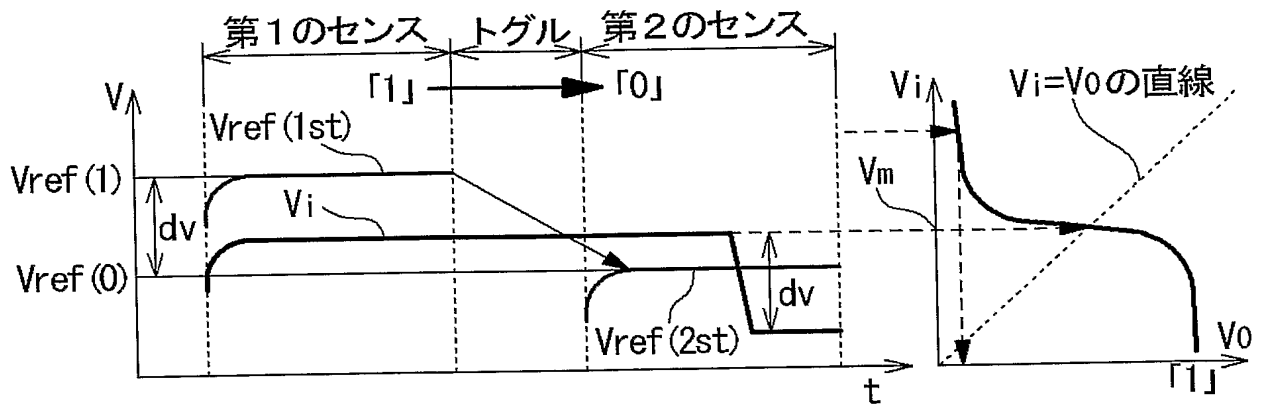 第1のセンス トグル 第2のセンス
「1」 「0」
V
Vref(1st)
Vref(1)
dv
Vi
Vref(0)
dv
Vref(2st)
t
Vi
Vi=V0の直線
Vm
V0
「1」